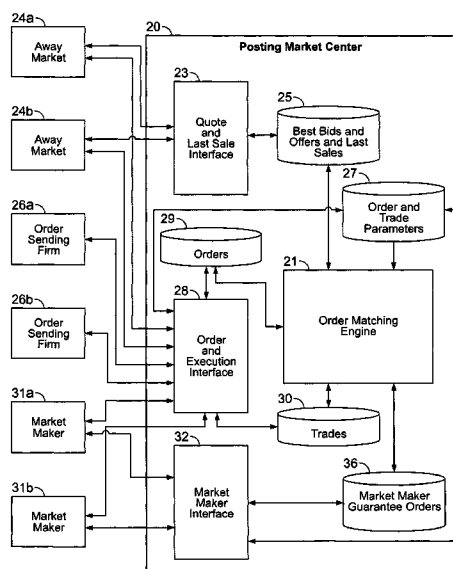 24a
Away
Market
24b
Away
Market
26a
Order
Sending
Firm
26b
Order
Sending
Firm
31a
Market
Maker
31b
Market
Maker
20
Posting Market Center
23
Quote
and
Last Sale
Interface
25
Best Bids and
Offers and Last
Sales
27
Order and
Trade
Parameters
29
Orders
28
Order
and
Execution
Interface
21
Order Matching
Engine
30
Trades
32
Market
Maker
Interface
36
Market Maker
Guarantee Orders